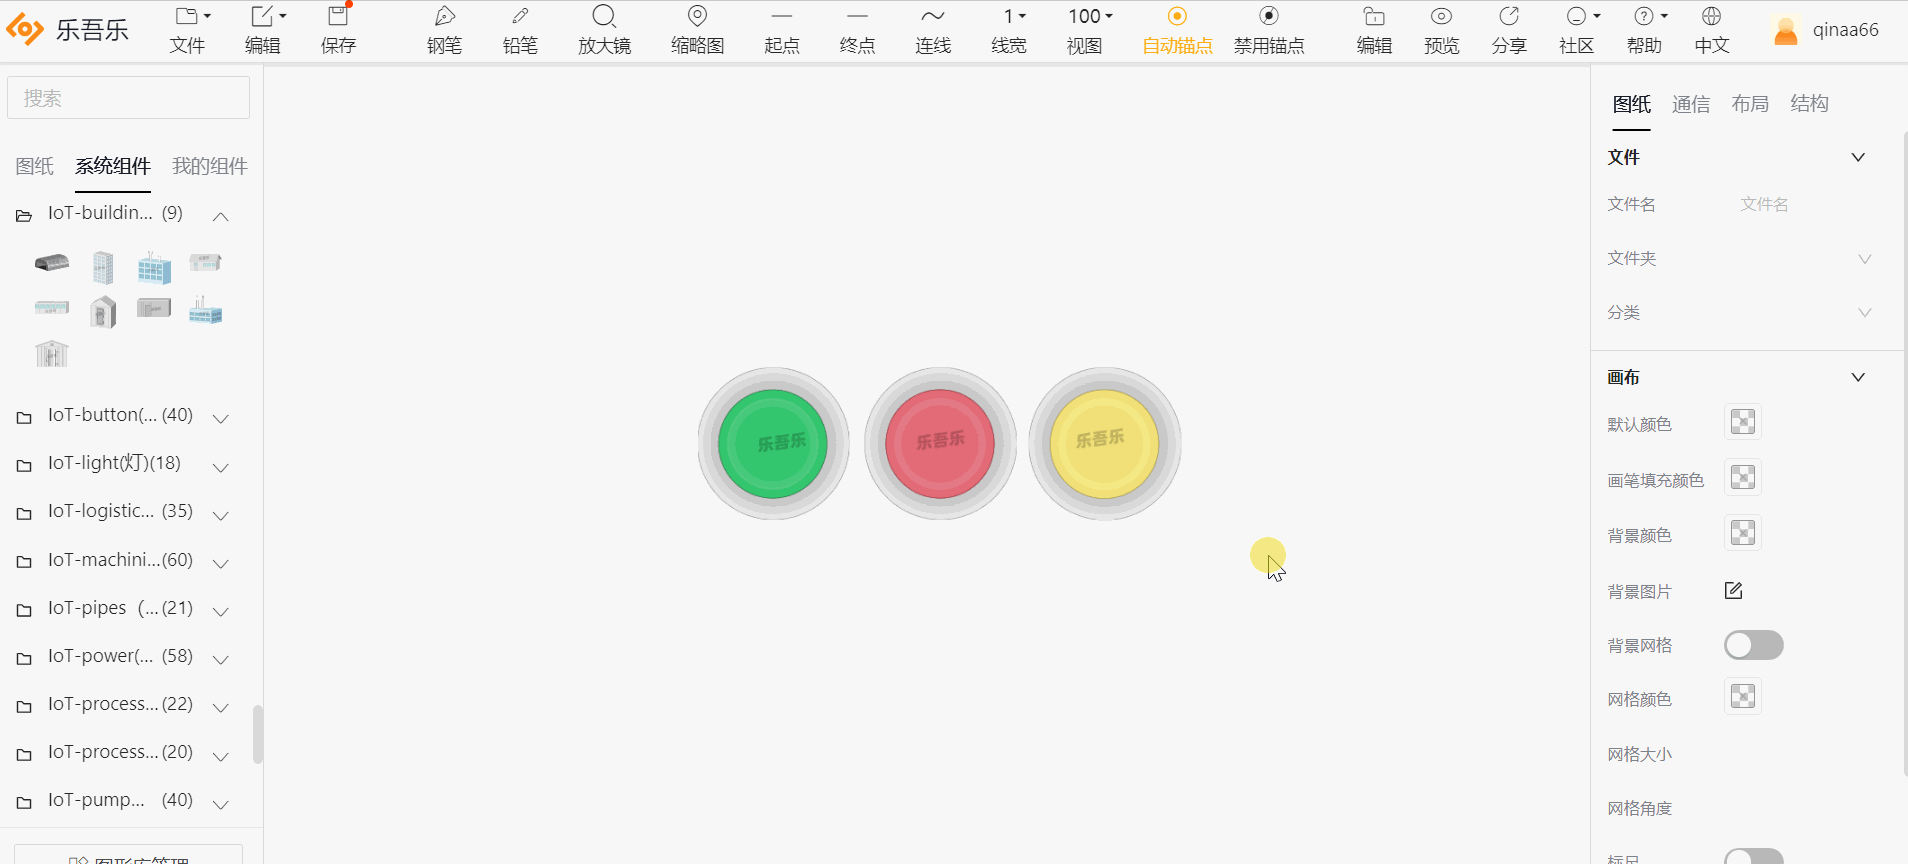 乐吾乐
文件
编辑
保存
钢笔
铅笔
放大镜
缩略图
起点
终点
连线
1
线宽
100
视图
自动锚点
禁用锚点
编辑
预览
分享
社区
帮助
中文
qinaa66
搜索
图纸 系统组件 我的组件
IoT-buildin... (9)
IoT-button(... (40)
IoT-light(灯)(18)
IoT-logistic... (35)
IoT-machini...(60)
IoT-pipes（...(21)
IoT-power(... (58)
IoT-process...(22)
IoT-process...(20)
IoT-pump... (40)
图形库管理
乐吾乐
乐吾乐
乐吾乐
图纸 通信 布局 结构
文件
文件名 文件名
文件夹
分类
画布
默认颜色
画笔填充颜色
背景颜色
背景图片
背景网格
网格颜色
网格大小
网格角度
标尺